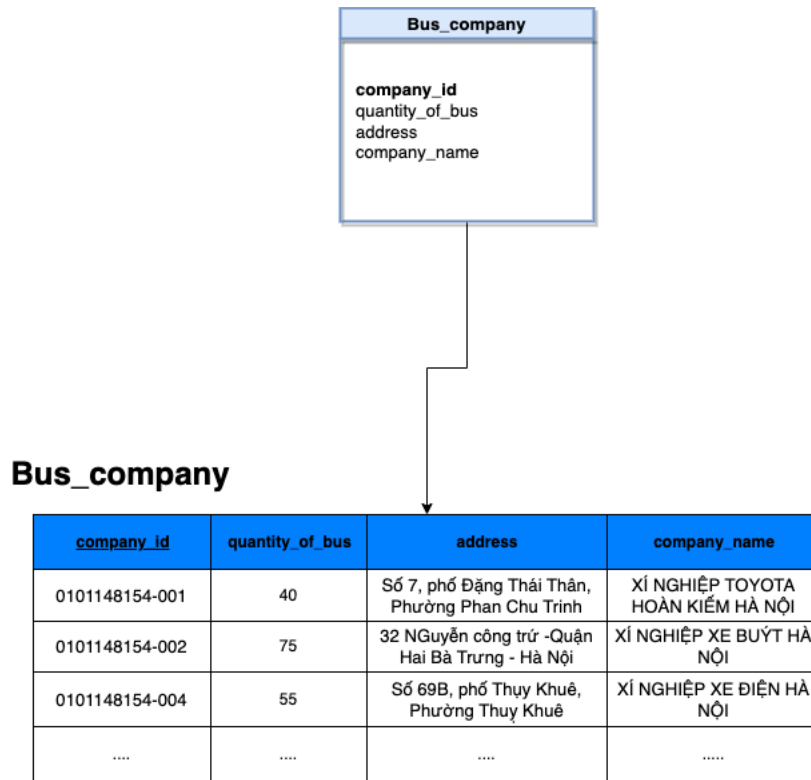 Bus_company
company_id
quantity_of_bus
address
company_name
Bus_company
company_id quantity_of_bus address company_name
0101148154-001 40 Số 7, phố Đặng Thái Thân, XÍ NGHIỆP TOYOTA
Phường Phan Chu Trinh HOÀN KIẾM HÀ NỘI
0101148154-002 75 32 NGuyễn công trứ -Quận XÍ NGHIỆP XE BUÝT HÀ
Hai Bà Trưng - Hà Nội NỘI
0101148154-004 55 Số 69B, phố Thụy Khuê, XÍ NGHIỆP XE ĐIỆN HÀ
Phường Thuỵ Khuê NỘI
.... .... .... .....